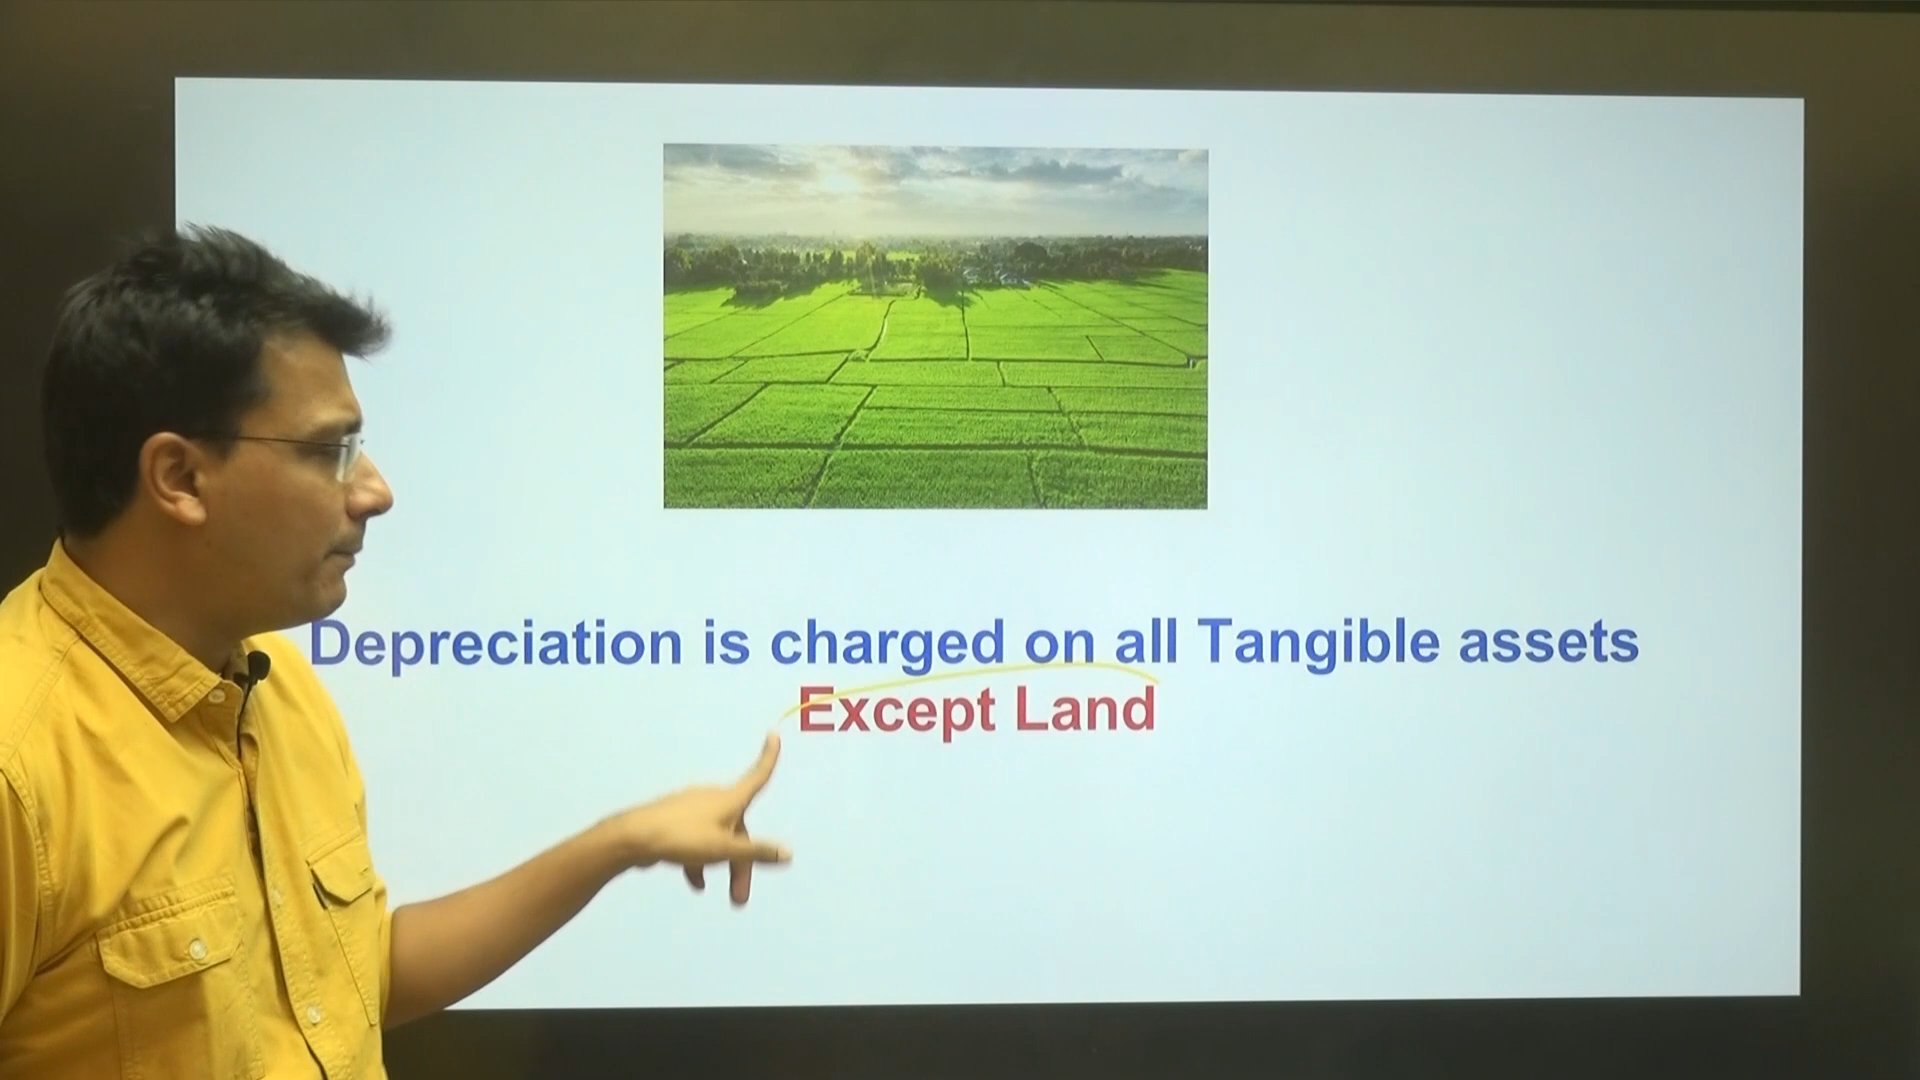 Depreciation is charged on all Tangible assets
Except Land